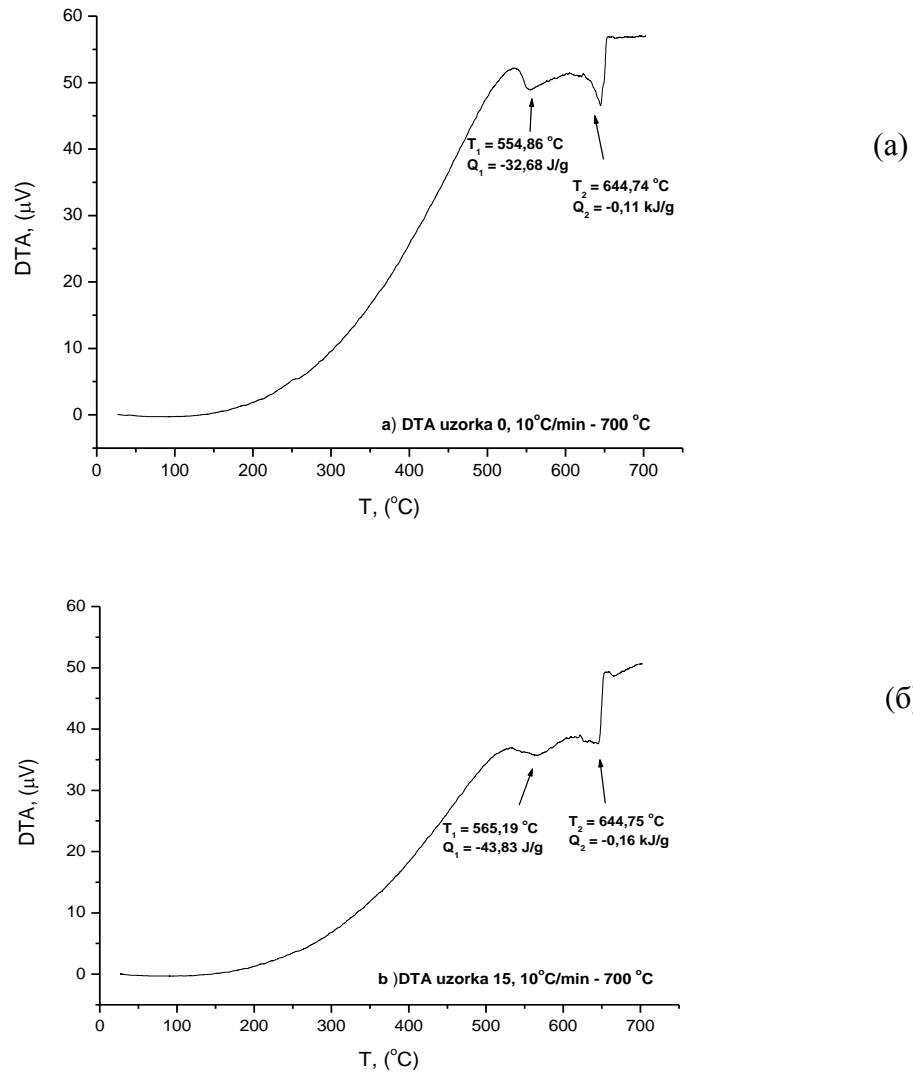 60
50
40
30
20
10
0
DTA, (μV)
T₁ = 554,86 °C
Q₁ = -32,68 J/g
T₂ = 644,74 °C
Q₂ = -0,11 kJ/g
a) DTA uzorka 0, 10°C/min - 700 °C
0 100 200 300 400 500 600 700
T, (°C)
(а)
60
50
40
30
20
10
0
DTA, (μV)
T₁ = 565,19 °C
Q₁ = -43,83 J/g
T₂ = 644,75 °C
Q₂ = -0,16 kJ/g
b )DTA uzorka 15, 10°C/min - 700 °C
0 100 200 300 400 500 600 700
T, (°C)
(б)